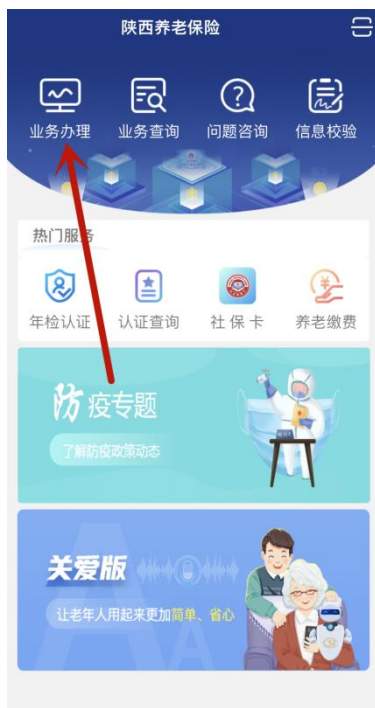 陕西养老保险
业务办理 业务查询 问题咨询 信息校验
热门服务
年检认证 认证查询 社保卡 养老缴费
防疫专题
了解防疫政策动态
关爱版
让老年人用起来更加简单、省心